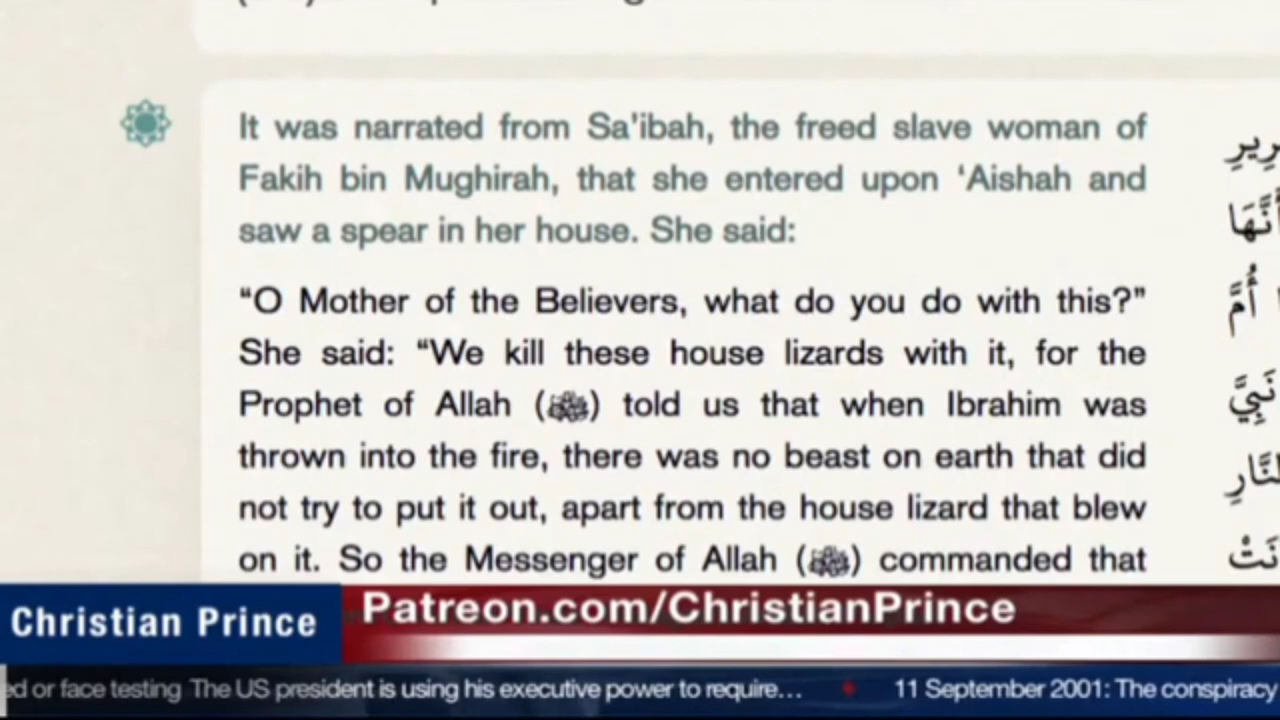 It was narrated from Sa'ibah, the freed slave woman of
Fakih bin Mughirah, that she entered upon ‘Aishah and
saw a spear in her house. She said:
“O Mother of the Believers, what do you do with this?”
She said: “We kill these house lizards with it, for the
Prophet of Allah (ﷺ) told us that when Ibrahim was
thrown into the fire, there was no beast on earth that did
not try to put it out, apart from the house lizard that blew
on it. So the Messenger of Allah (ﷺ) commanded that
أُمَّ
نَبِيَّ
Christian Prince
Patreon.com/ChristianPrince
ed or face testing The US president is using his executive power to require... 11 September 2001: The conspiracy